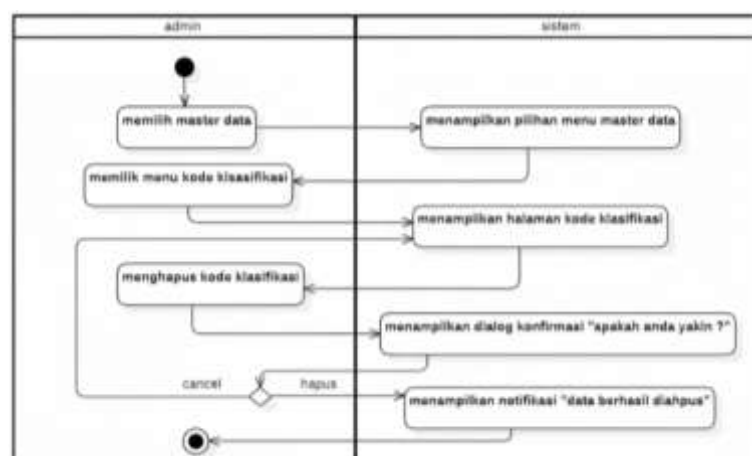 admin
sistem
memilih master data
menampilkan pilihan menu master data
memilik menu kode klsasifikasi
menampilkan halaman kode klasifikasi
menghapus kode klasifikasi
menampilkan dialog konfirmasi "apakah anda yakin ?"
cancel
hapus
menampilkan notifikasi "data berhasil diahpus"